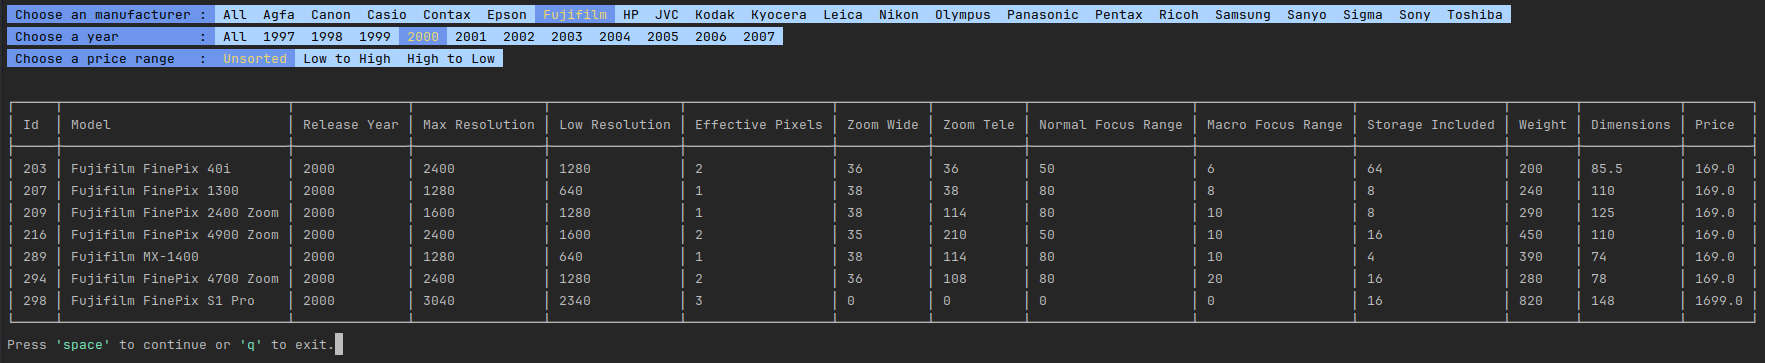 Choose an manufacturer : All Agfa Canon Casio Contax Epson Fujifilm HP JVC Kodak Kyocera Leica Nikon Olympus Panasonic Pentax Ricoh Samsung Sanyo Sigma Sony Toshiba
Choose a year : All 1997 1998 1999 2000 2001 2002 2003 2004 2005 2006 2007
Choose a price range : Unsorted Low to High High to Low
Id Model Release Year Max Resolution Low Resolution Effective Pixels Zoom Wide Zoom Tele Normal Focus Range Macro Focus Range Storage Included Weight Dimensions Price
203 Fujifilm FinePix 40i 2000 2400 1280 2 36 36 50 6 64 200 85.5 169.0
207 Fujifilm FinePix 1300 2000 1280 640 1 38 38 80 8 8 240 110 169.0
209 Fujifilm FinePix 2400 Zoom 2000 1600 1280 1 38 114 80 10 8 290 125 169.0
216 Fujifilm FinePix 4900 Zoom 2000 2400 1600 2 35 210 50 10 16 450 110 169.0
289 Fujifilm MX-1400 2000 1280 640 1 38 114 80 10 4 390 74 169.0
294 Fujifilm FinePix 4700 Zoom 2000 2400 1280 2 36 108 80 20 16 280 78 169.0
298 Fujifilm FinePix S1 Pro 2000 3040 2340 3 0 0 0 0 16 820 148 1699.0
Press 'space' to continue or 'q' to exit.